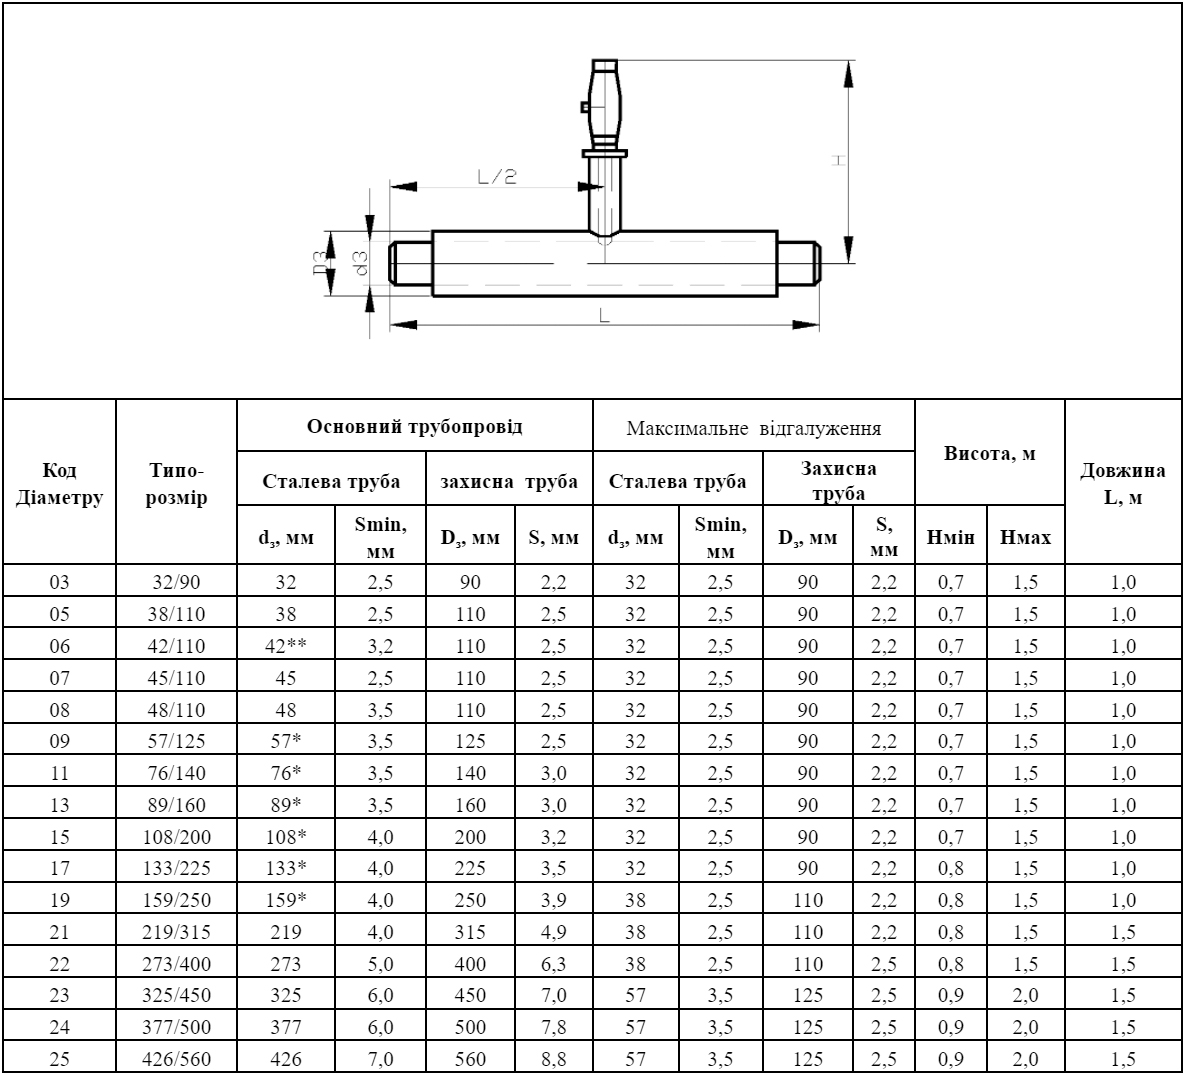 H
L/2
D3
d3
L
Основний трубопровід
Максимальне відгалуження
Висота, м
Код
Діаметру
Типо-
розмір
Довжина
L, м
Сталева труба
захисна труба
Сталева труба
Захисна
труба
dз, мм
Smin,
мм
Dз, мм
S, мм
dз, мм
Smin,
мм
Dз, мм
S,
мм
Нмін
Нмах
03 32/90 32 2,5 90 2,2 32 2,5 90 2,2 0,7 1,5 1,0
05 38/110 38 2,5 110 2,5 32 2,5 90 2,2 0,7 1,5 1,0
06 42/110 42** 3,2 110 2,5 32 2,5 90 2,2 0,7 1,5 1,0
07 45/110 45 2,5 110 2,5 32 2,5 90 2,2 0,7 1,5 1,0
08 48/110 48 3,5 110 2,5 32 2,5 90 2,2 0,7 1,5 1,0
09 57/125 57* 3,5 125 2,5 32 2,5 90 2,2 0,7 1,5 1,0
11 76/140 76* 3,5 140 3,0 32 2,5 90 2,2 0,7 1,5 1,0
13 89/160 89* 3,5 160 3,0 32 2,5 90 2,2 0,7 1,5 1,0
15 108/200 108* 4,0 200 3,2 32 2,5 90 2,2 0,7 1,5 1,0
17 133/225 133* 4,0 225 3,5 32 2,5 90 2,2 0,8 1,5 1,0
19 159/250 159* 4,0 250 3,9 38 2,5 110 2,2 0,8 1,5 1,0
21 219/315 219 4,0 315 4,9 38 2,5 110 2,2 0,8 1,5 1,5
22 273/400 273 5,0 400 6,3 38 2,5 110 2,5 0,8 1,5 1,5
23 325/450 325 6,0 450 7,0 57 3,5 125 2,5 0,9 2,0 1,5
24 377/500 377 6,0 500 7,8 57 3,5 125 2,5 0,9 2,0 1,5
25 426/560 426 7,0 560 8,8 57 3,5 125 2,5 0,9 2,0 1,5